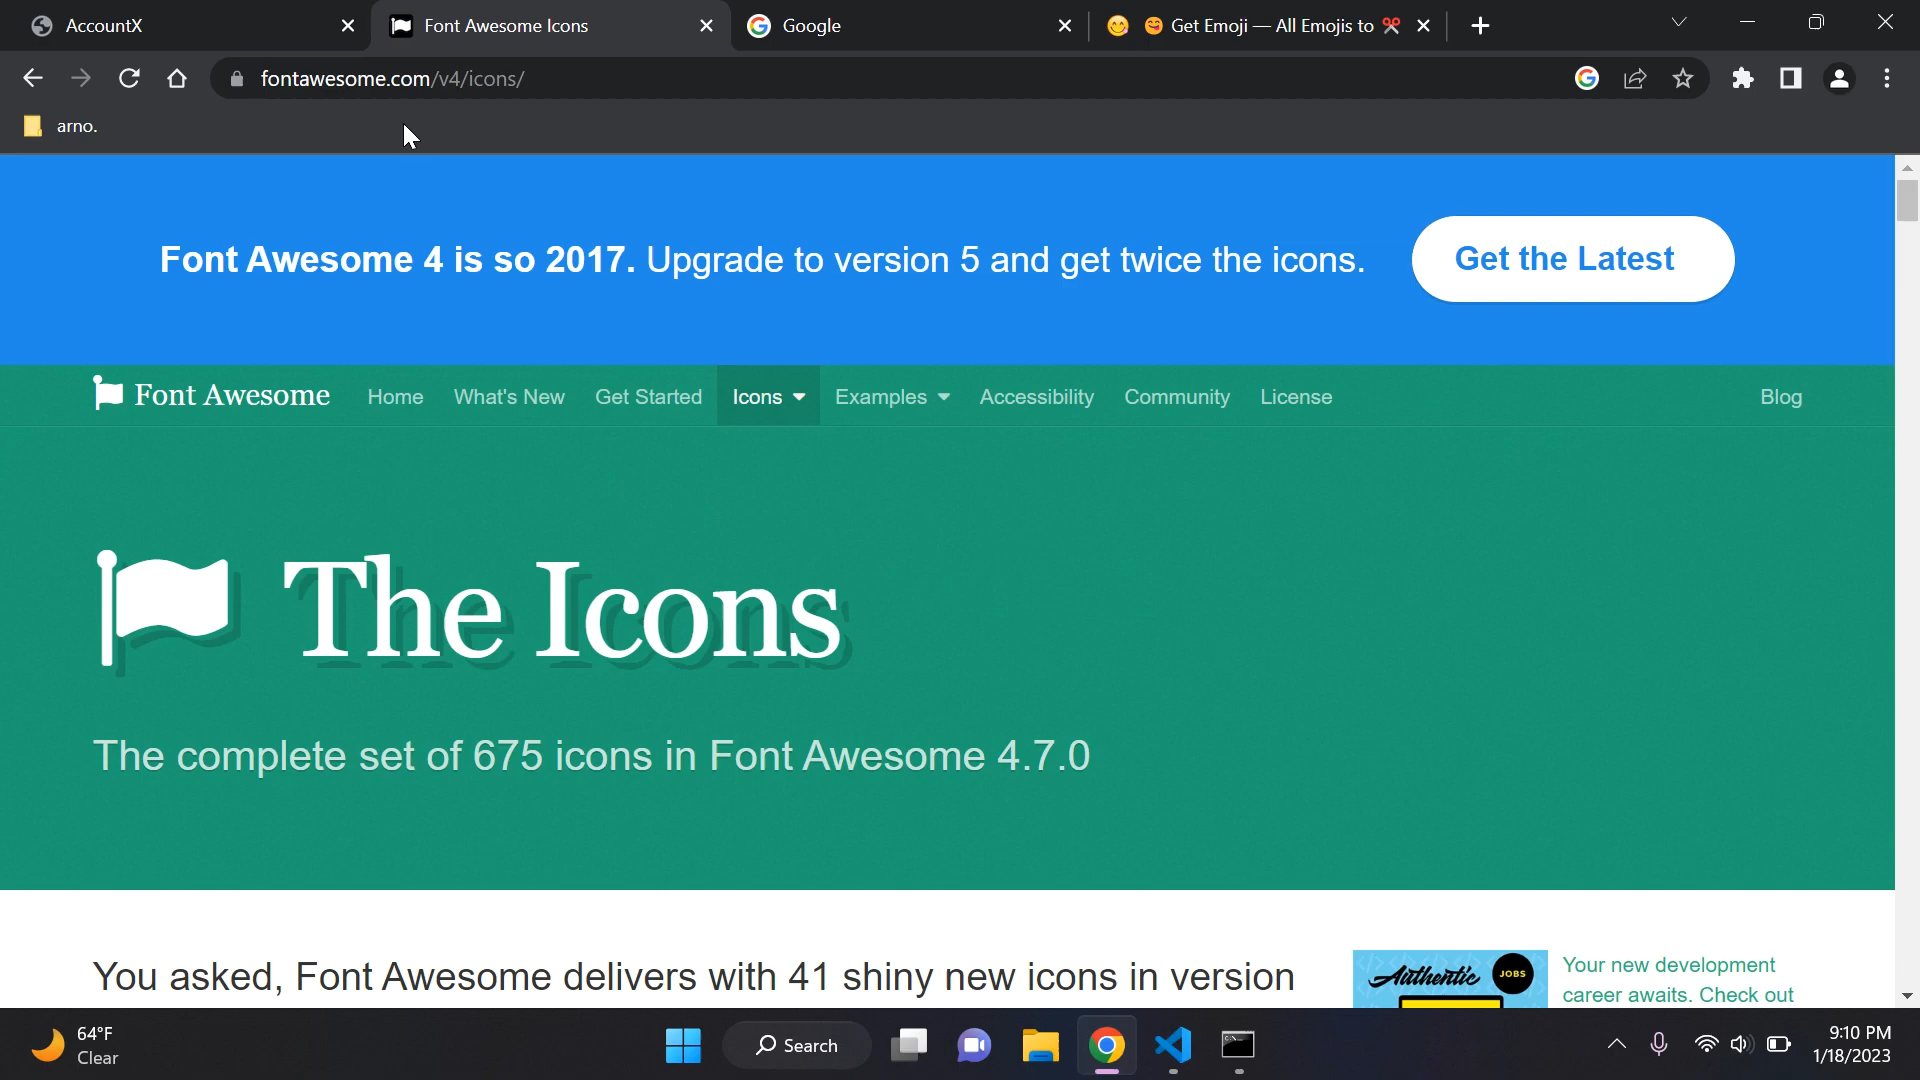 AccountX
Font Awesome Icons
Google
😋 🤗 Get Emoji — All Emojis to ✂️
fontawesome.com/v4/icons/
arno.
Font Awesome 4 is so 2017. Upgrade to version 5 and get twice the icons.
Get the Latest
Font Awesome
Home
What's New
Get Started
Icons
Examples
Accessibility
Community
License
Blog
The Icons
The complete set of 675 icons in Font Awesome 4.7.0
You asked, Font Awesome delivers with 41 shiny new icons in version
Authentic
JOBS
Your new development
career awaits. Check out
64°F
Clear
Search
9:10 PM
1/18/2023